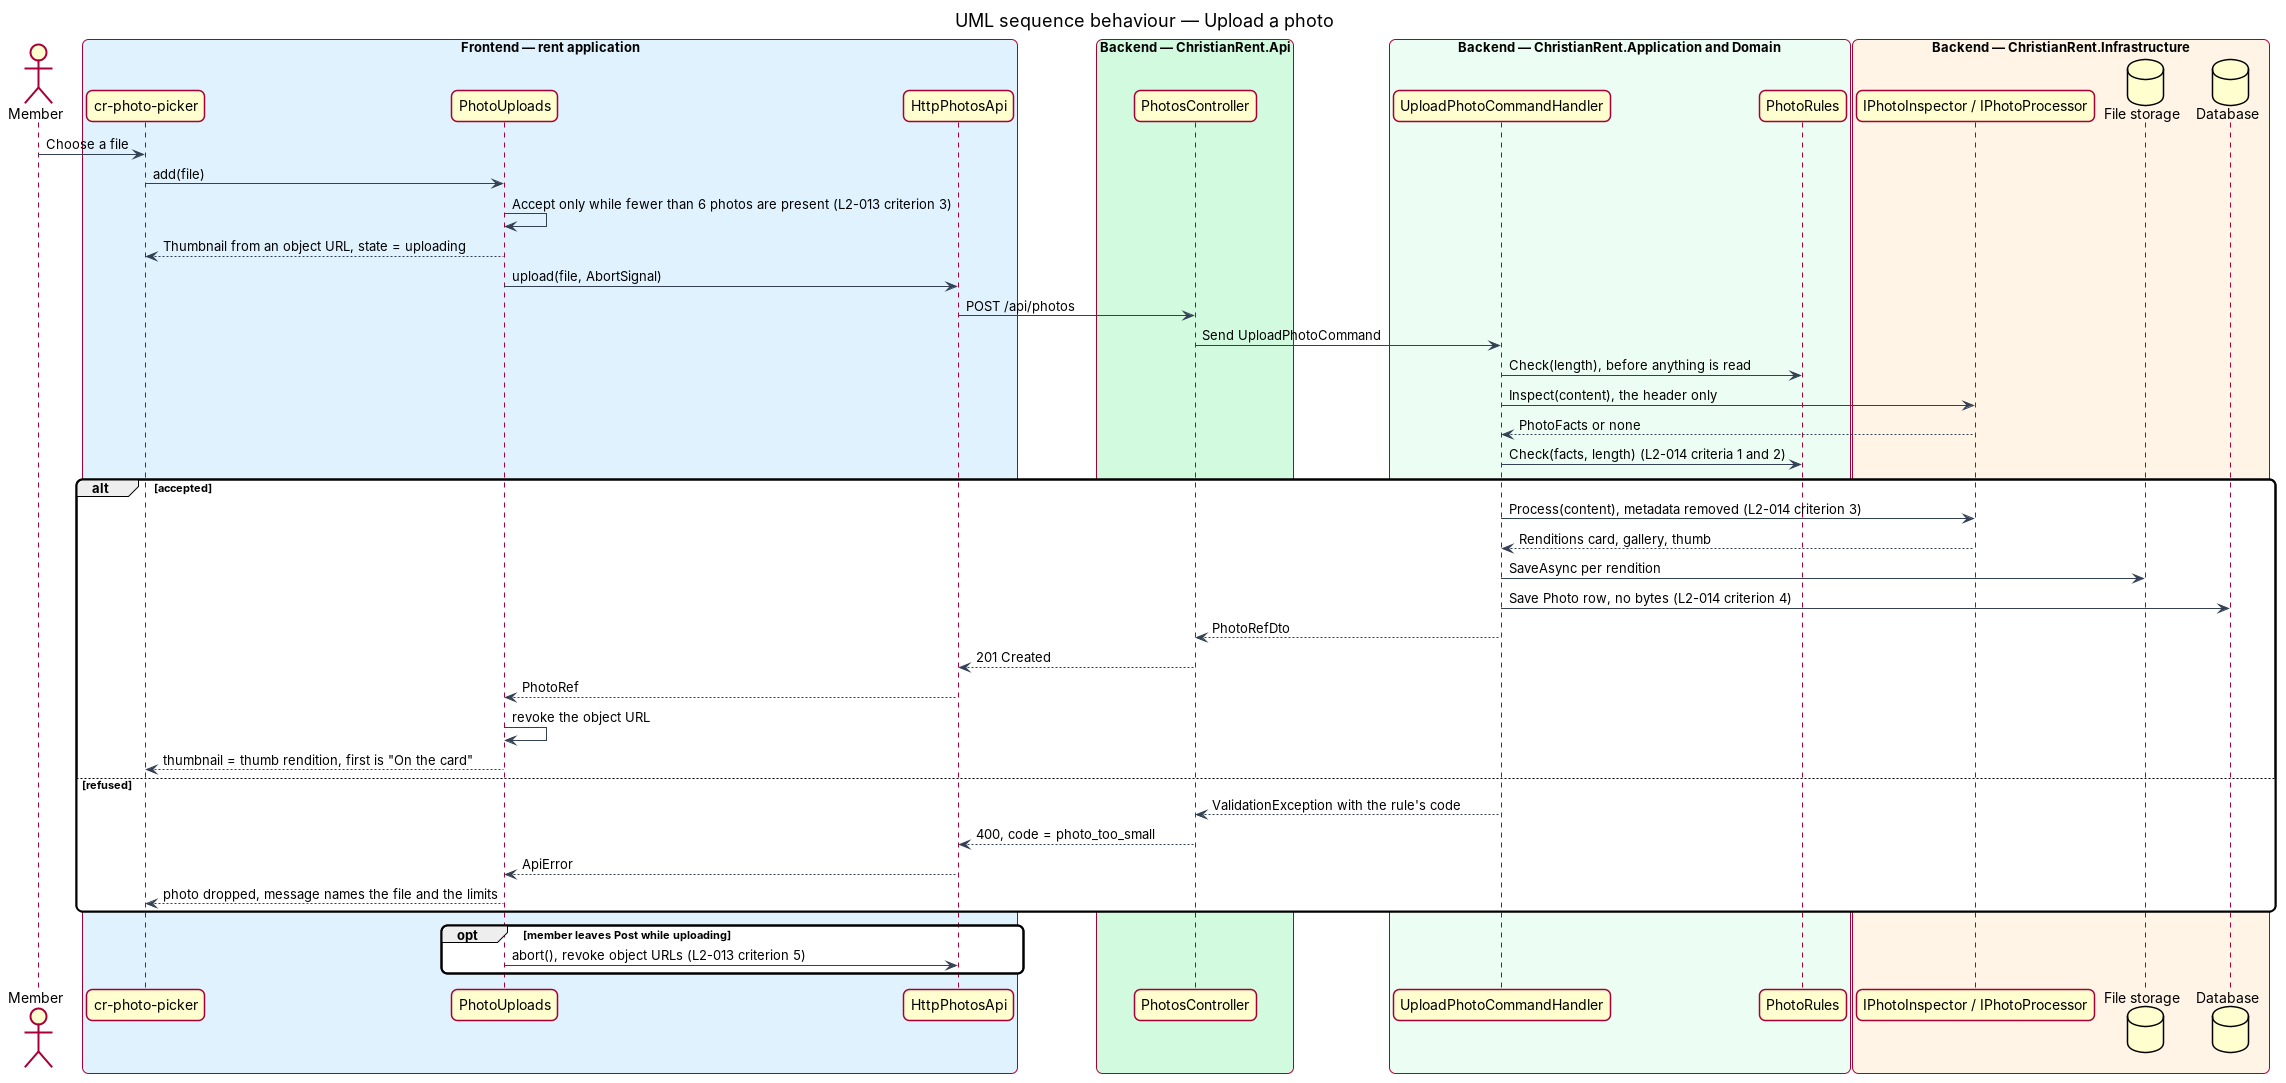 UML sequence behaviour — Upload a photo
Frontend — rent application
Backend — ChristianRent.Api
Backend — ChristianRent.Application and Domain
Backend — ChristianRent.Infrastructure
Member
cr-photo-picker
PhotoUploads
HttpPhotosApi
PhotosController
UploadPhotoCommandHandler
PhotoRules
IPhotoInspector / IPhotoProcessor
File storage
Database
Choose a file
add(file)
Accept only while fewer than 6 photos are present (L2-013 criterion 3)
Thumbnail from an object URL, state = uploading
upload(file, AbortSignal)
POST /api/photos
Send UploadPhotoCommand
Check(length), before anything is read
Inspect(content), the header only
PhotoFacts or none
Check(facts, length) (L2-014 criteria 1 and 2)
alt
[accepted]
Process(content), metadata removed (L2-014 criterion 3)
Renditions card, gallery, thumb
SaveAsync per rendition
Save Photo row, no bytes (L2-014 criterion 4)
PhotoRefDto
201 Created
PhotoRef
revoke the object URL
thumbnail = thumb rendition, first is "On the card"
[refused]
ValidationException with the rule's code
400, code = photo_too_small
ApiError
photo dropped, message names the file and the limits
opt
[member leaves Post while uploading]
abort(), revoke object URLs (L2-013 criterion 5)
Member
cr-photo-picker
PhotoUploads
HttpPhotosApi
PhotosController
UploadPhotoCommandHandler
PhotoRules
IPhotoInspector / IPhotoProcessor
File storage
Database